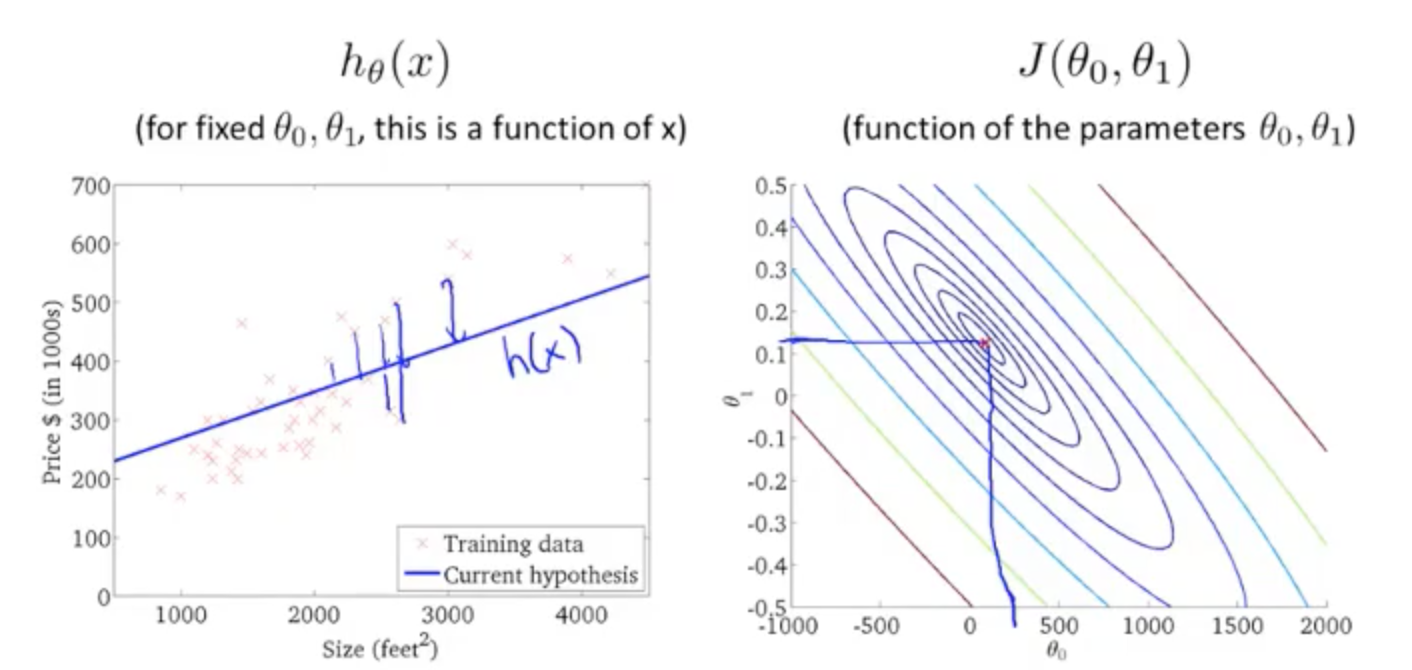 hθ(x)
(for fixed θ0, θ1, this is a function of x)
700
600
500
400
300
200
100
0
1000 2000 3000 4000
Price $ (in 1000s)
Size (feet²)
h(x)
Training data
Current hypothesis
J(θ0, θ1)
(function of the parameters θ0, θ1)
0.5
0.4
0.3
0.2
0.1
0
-0.1
-0.2
-0.3
-0.4
-0.5
-1000 -500 0 500 1000 1500 2000
θ1
θ0